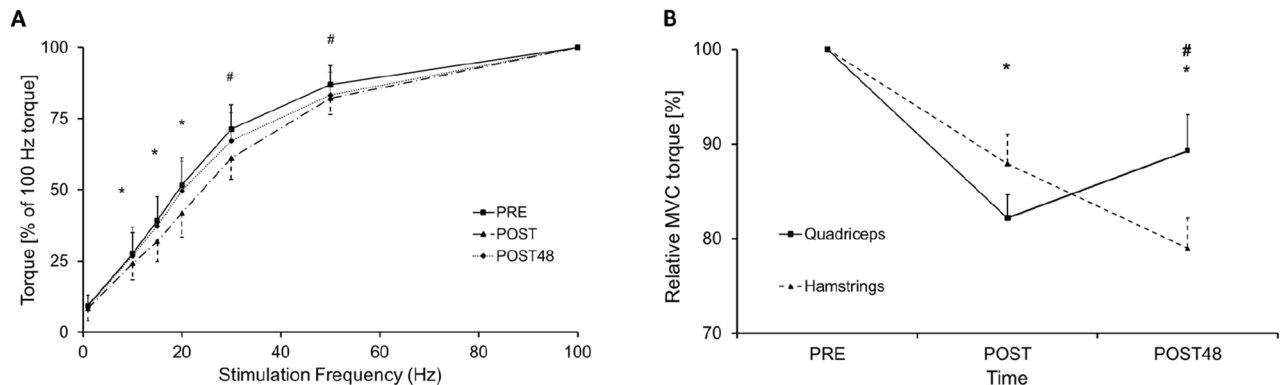 A
#
#
*
*
*
100
75
50
25
0
Torque [% of 100 Hz torque]
PRE
POST
POST48
0
20
40
60
80
100
Stimulation Frequency (Hz)
B
100
90
80
70
Relative MVC torque [%]
*
#
*
Quadriceps
Hamstrings
PRE
POST
POST48
Time